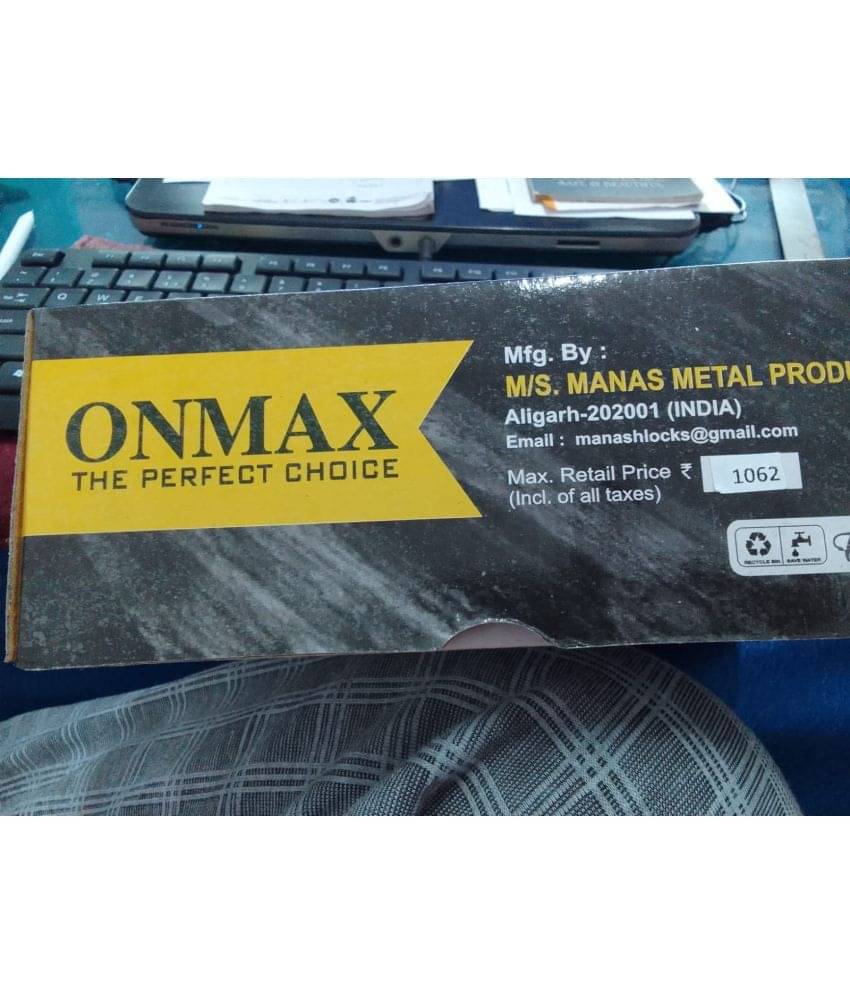 ONMAX
THE PERFECT CHOICE
Mfg. By :
M/S. MANAS METAL PRODU
Aligarh-202001 (INDIA)
Email : manashlocks@gmail.com
Max. Retail Price ₹ 1062
(Incl. of all taxes)
RECYCLE BIN
SAVE WATER